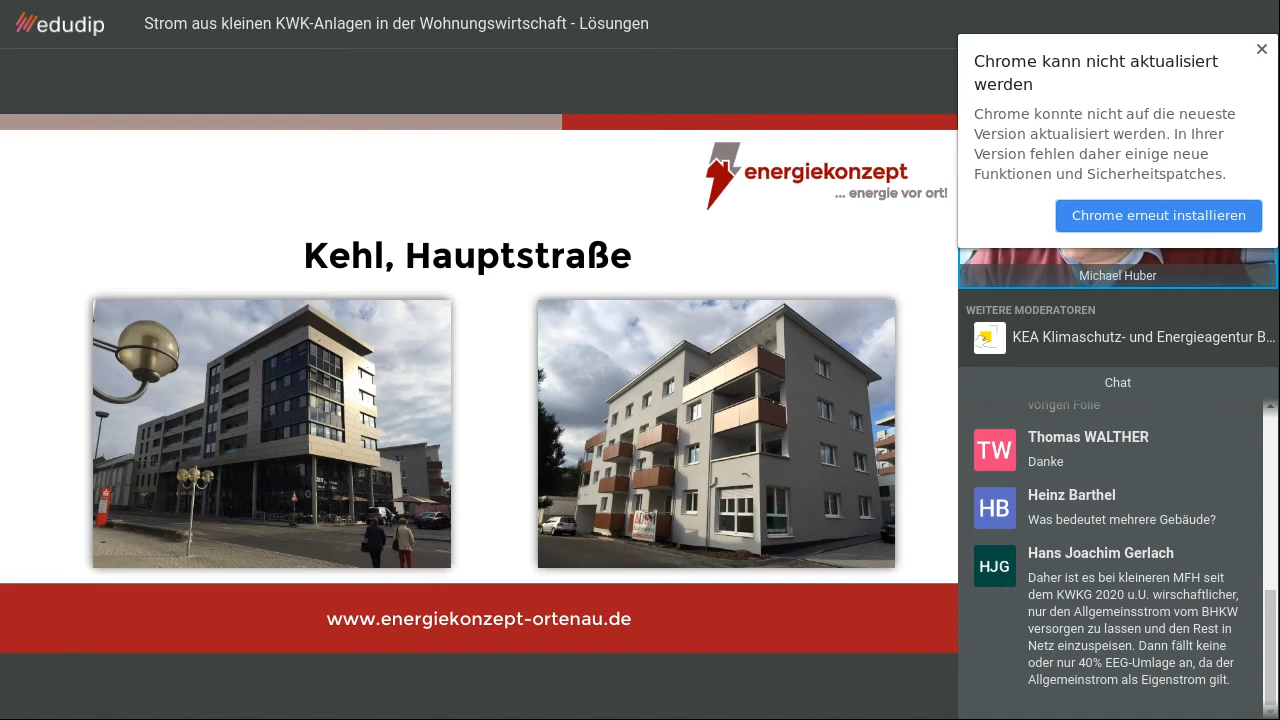 edudip
Strom aus kleinen KWK-Anlagen in der Wohnungswirtschaft - Lösungen
Chrome kann nicht aktualisiert
werden
Chrome konnte nicht auf die neueste
Version aktualisiert werden. In Ihrer
Version fehlen daher einige neue
Funktionen und Sicherheitspatches.
Chrome erneut installieren
energiekonzept
... energie vor ort!
Kehl, Hauptstraße
www.energiekonzept-ortenau.de
Michael Huber
WEITERE MODERATOREN
KEA Klimaschutz- und Energieagentur B...
Chat
vorigen Folie
TW
Thomas WALTHER
Danke
HB
Heinz Barthel
Was bedeutet mehrere Gebäude?
HJG
Hans Joachim Gerlach
Daher ist es bei kleineren MFH seit
dem KWKG 2020 u.U. wirschaftlicher,
nur den Allgemeinsstrom vom BHKW
versorgen zu lassen und den Rest in
Netz einzuspeisen. Dann fällt keine
oder nur 40% EEG-Umlage an, da der
Allgemeinstrom als Eigenstrom gilt.